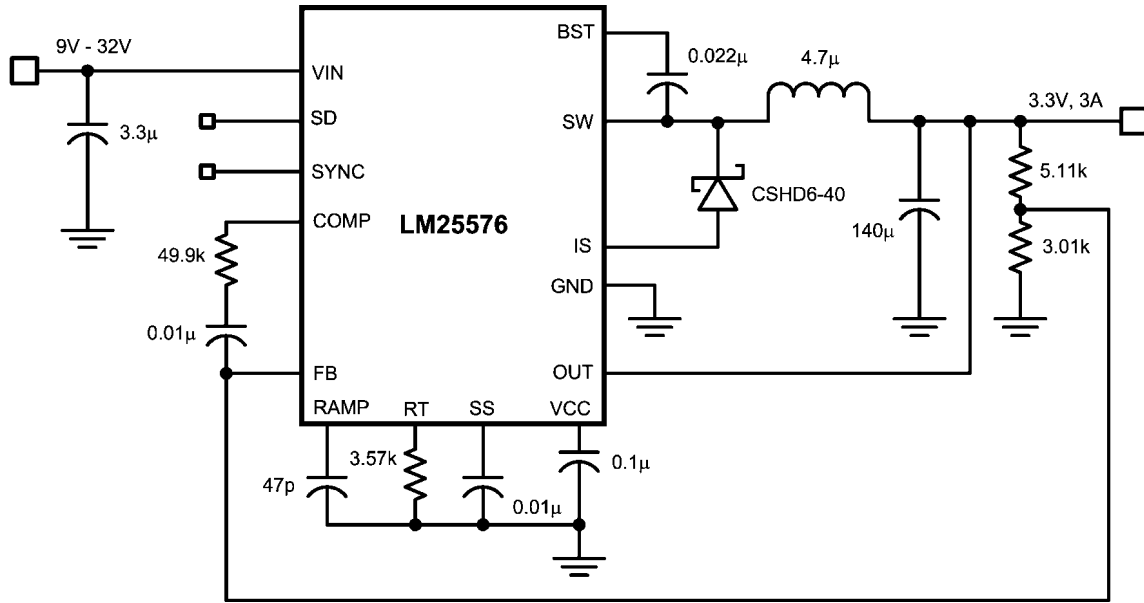 9V - 32V
3.3µ
VIN
SD
SYNC
COMP
49.9k
0.01µ
FB
LM25576
BST
0.022µ
SW
4.7µ
3.3V, 3A
CSHD6-40
IS
GND
140µ
5.11k
3.01k
OUT
RAMP
RT
SS
VCC
47p
3.57k
0.01µ
0.1µ